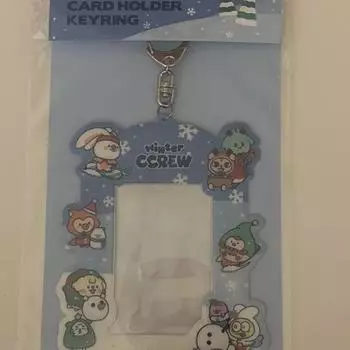 CARD HOLDER
KEYRING
winter
CCREW